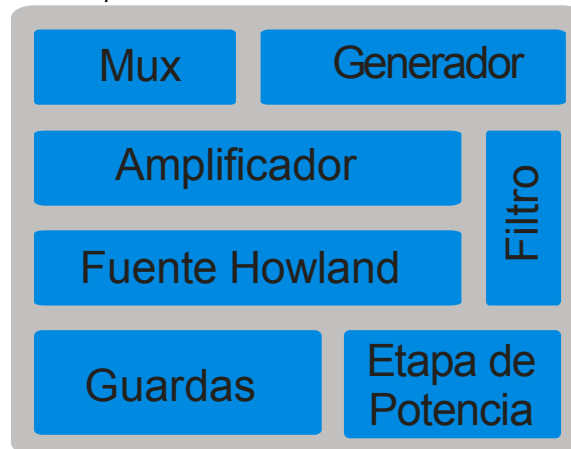 Mux
Generador
Amplificador
Filtro
Fuente Howland
Guardas
Etapa de
Potencia